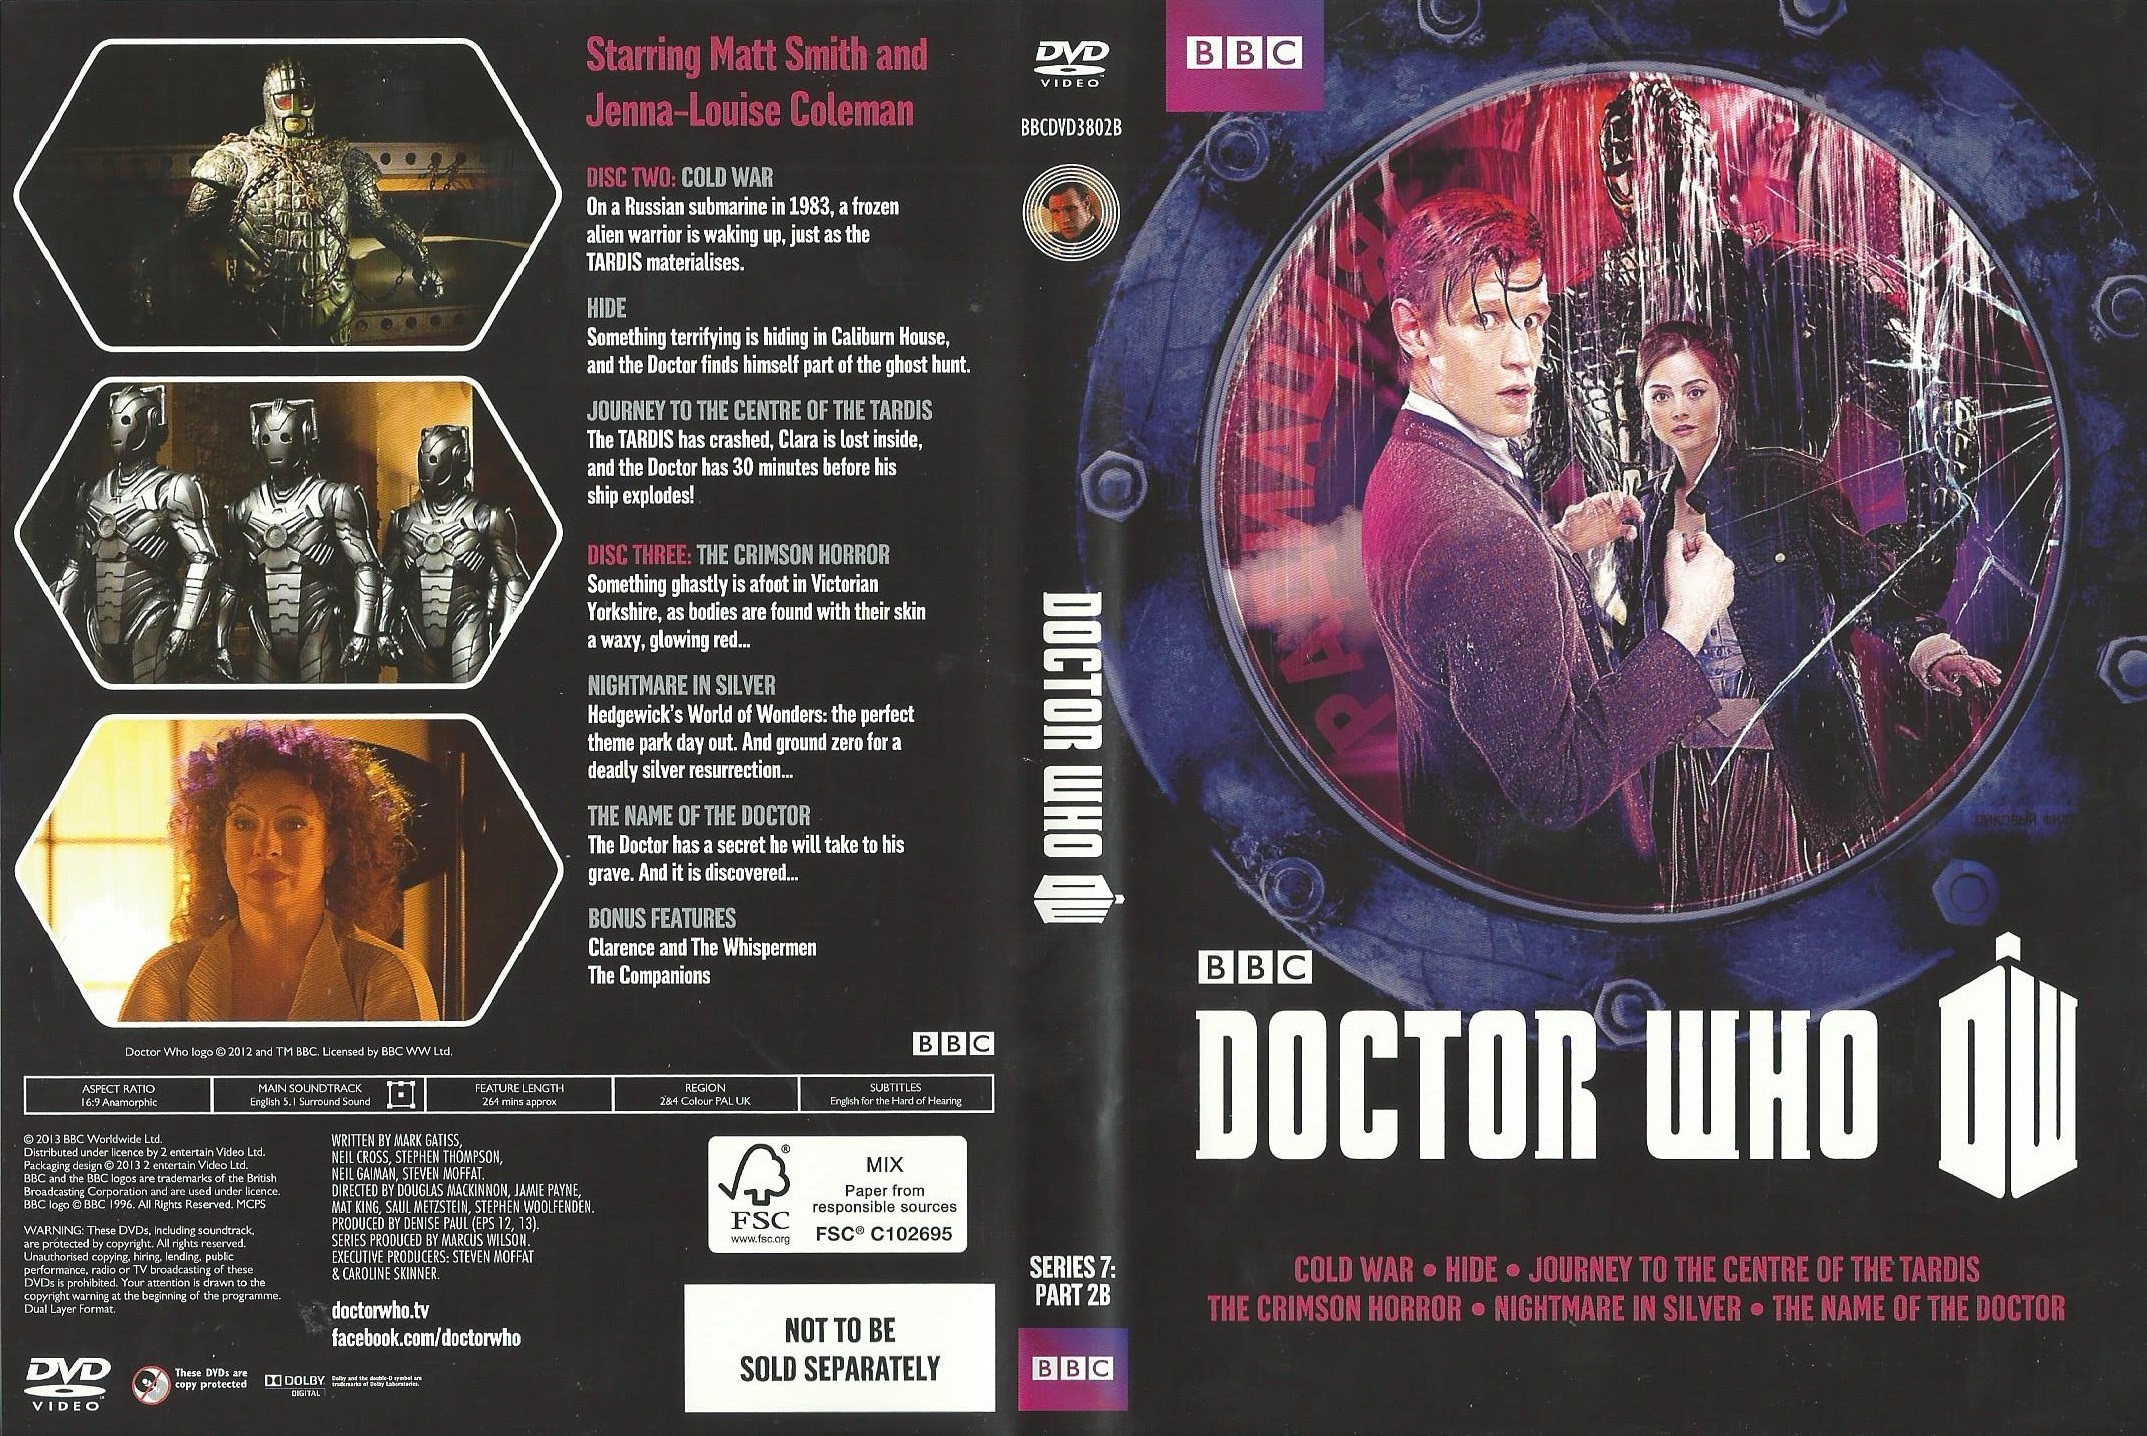 Starring Matt Smith and
Jenna-Louise Coleman
DISC TWO: COLD WAR
On a Russian submarine in 1983, a frozen
alien warrior is waking up, just as the
TARDIS materialises.
HIDE
Something terrifying is hiding in Caliburn House,
and the Doctor finds himself part of the ghost hunt.
JOURNEY TO THE CENTRE OF THE TARDIS
The TARDIS has crashed, Clara is lost inside,
and the Doctor has 30 minutes before his
ship explodes!
DISC THREE: THE CRIMSON HORROR
Something ghastly is afoot in Victorian
Yorkshire, as bodies are found with their skin
a waxy, glowing red...
NIGHTMARE IN SILVER
Hedgewick's World of Wonders: the perfect
theme park day out. And ground zero for a
deadly silver resurrection...
THE NAME OF THE DOCTOR
The Doctor has a secret he will take to his
grave. And it is discovered...
BONUS FEATURES
Clarence and The Whispermen
The Companions
Doctor Who logo © 2012 and TM BBC. Licensed by BBC WW Ltd.
BBC
ASPECT RATIO
16:9 Anamorphic
MAIN SOUNDTRACK
English 5.1 Surround Sound
FEATURE LENGTH
264 mins approx
REGION
2&4 Colour PAL UK
SUBTITLES
English for the Hard of Hearing
© 2013 BBC Worldwide Ltd.
Distributed under licence by 2 entertain Video Ltd.
Packaging design © 2013 2 entertain Video Ltd.
BBC and the BBC logos are trademarks of the British
Broadcasting Corporation and are used under licence.
BBC logo © BBC 1996. All Rights Reserved. MCPS
WARNING: These DVDs, including soundtrack,
are protected by copyright. All rights reserved.
Unauthorised copying, hiring, lending, public
performance, radio or TV broadcasting of these
DVDs is prohibited. Your attention is drawn to the
copyright warning at the beginning of the programme.
Dual Layer Format.
WRITTEN BY MARK GATISS,
NEIL CROSS, STEPHEN THOMPSON,
NEIL GAIMAN, STEVEN MOFFAT.
DIRECTED BY DOUGLAS MACKINNON, JAMIE PAYNE,
MAT KING, SAUL METZSTEIN, STEPHEN WOOLFENDEN.
PRODUCED BY DENISE PAUL (EPS 12, 13).
SERIES PRODUCED BY MARCUS WILSON.
EXECUTIVE PRODUCERS: STEVEN MOFFAT
& CAROLINE SKINNER.
doctorwho.tv
facebook.com/doctorwho
FSC
www.fsc.org
MIX
Paper from
responsible sources
FSC® C102695
NOT TO BE
SOLD SEPARATELY
DVD
VIDEO
These DVDs are
copy protected
DOLBY
DIGITAL
Dolby and the double-D symbol are
trademarks of Dolby Laboratories.
DVD
VIDEO
BBCDVD3802B
DOCTOR WHO
DW
SERIES 7:
PART 2B
BBC
BBC
BBC
DOCTOR WHO
DW
COLD WAR • HIDE • JOURNEY TO THE CENTRE OF THE TARDIS
THE CRIMSON HORROR • NIGHTMARE IN SILVER • THE NAME OF THE DOCTOR